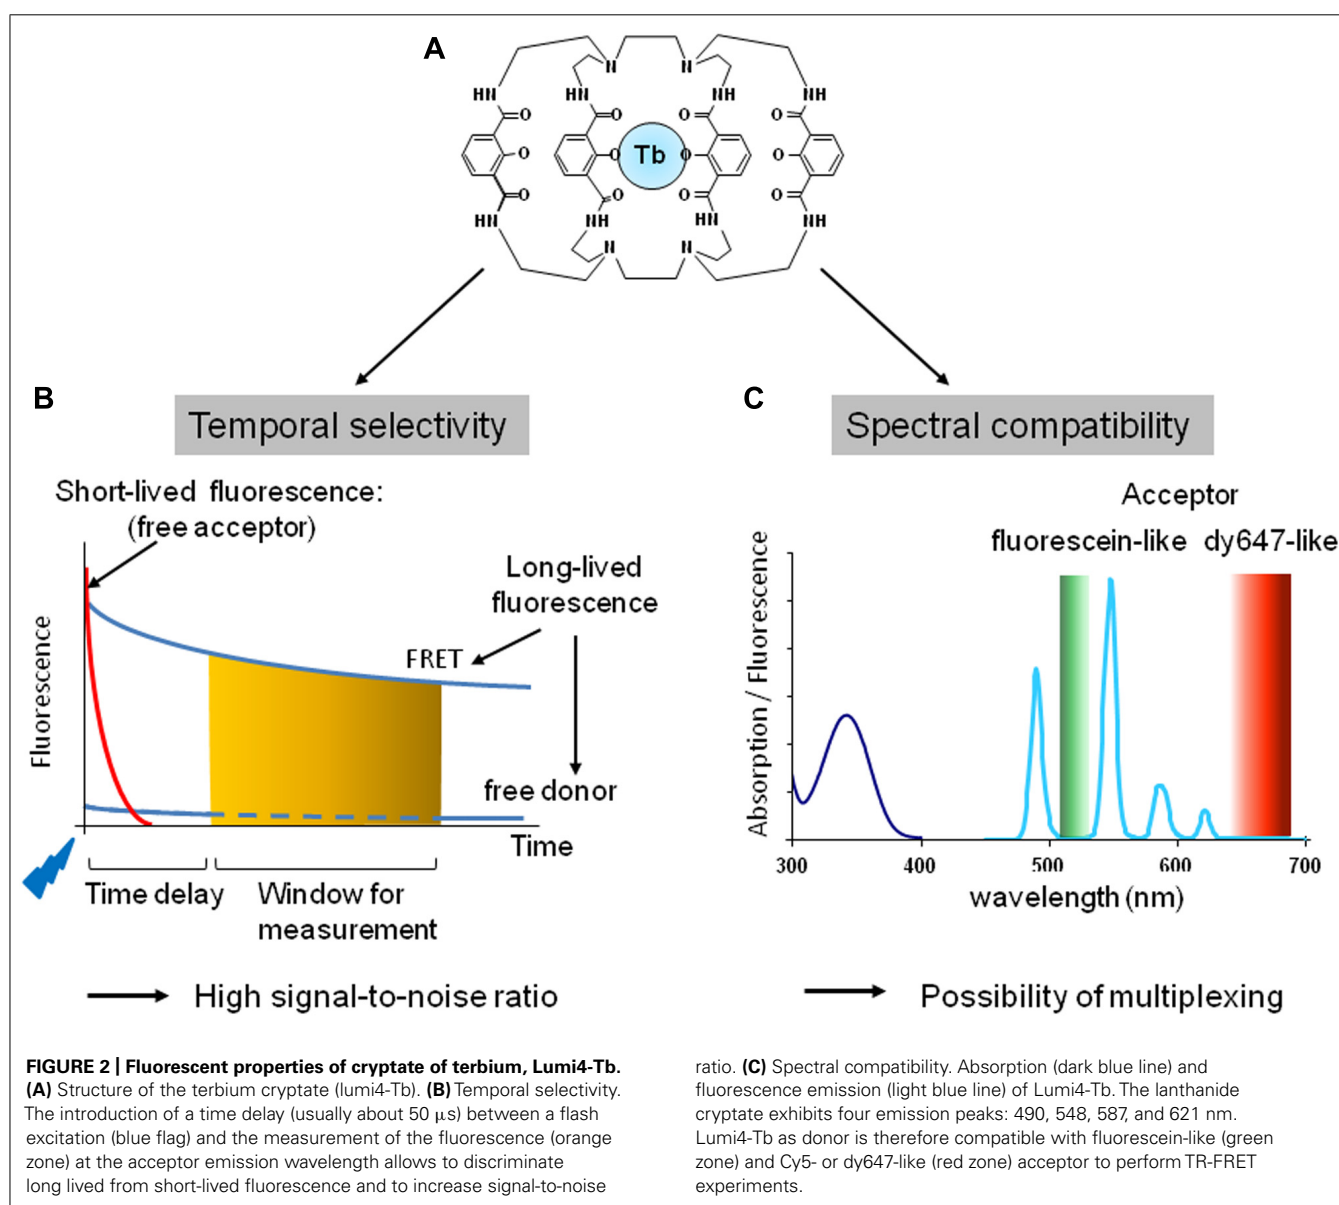 A
N N
HN HN NH NH
O O O O
O O Tb O O
O O O O
HN NH HN NH
N N
B
Temporal selectivity
Short-lived fluorescence:
(free acceptor)
Long-lived
fluorescence
FRET
free donor
Fluorescence
Time
Time delay
Window for
measurement
High signal-to-noise ratio
C
Spectral compatibility
Acceptor
fluorescein-like dy647-like
Absorption / Fluorescence
300 400 500 600 700
wavelength (nm)
Possibility of multiplexing
FIGURE 2 | Fluorescent properties of cryptate of terbium, Lumi4-Tb.
(A) Structure of the terbium cryptate (lumi4-Tb). (B) Temporal selectivity.
The introduction of a time delay (usually about 50 μs) between a flash
excitation (blue flag) and the measurement of the fluorescence (orange
zone) at the acceptor emission wavelength allows to discriminate
long lived from short-lived fluorescence and to increase signal-to-noise
ratio. (C) Spectral compatibility. Absorption (dark blue line) and
fluorescence emission (light blue line) of Lumi4-Tb. The lanthanide
cryptate exhibits four emission peaks: 490, 548, 587, and 621 nm.
Lumi4-Tb as donor is therefore compatible with fluorescein-like (green
zone) and Cy5- or dy647-like (red zone) acceptor to perform TR-FRET
experiments.